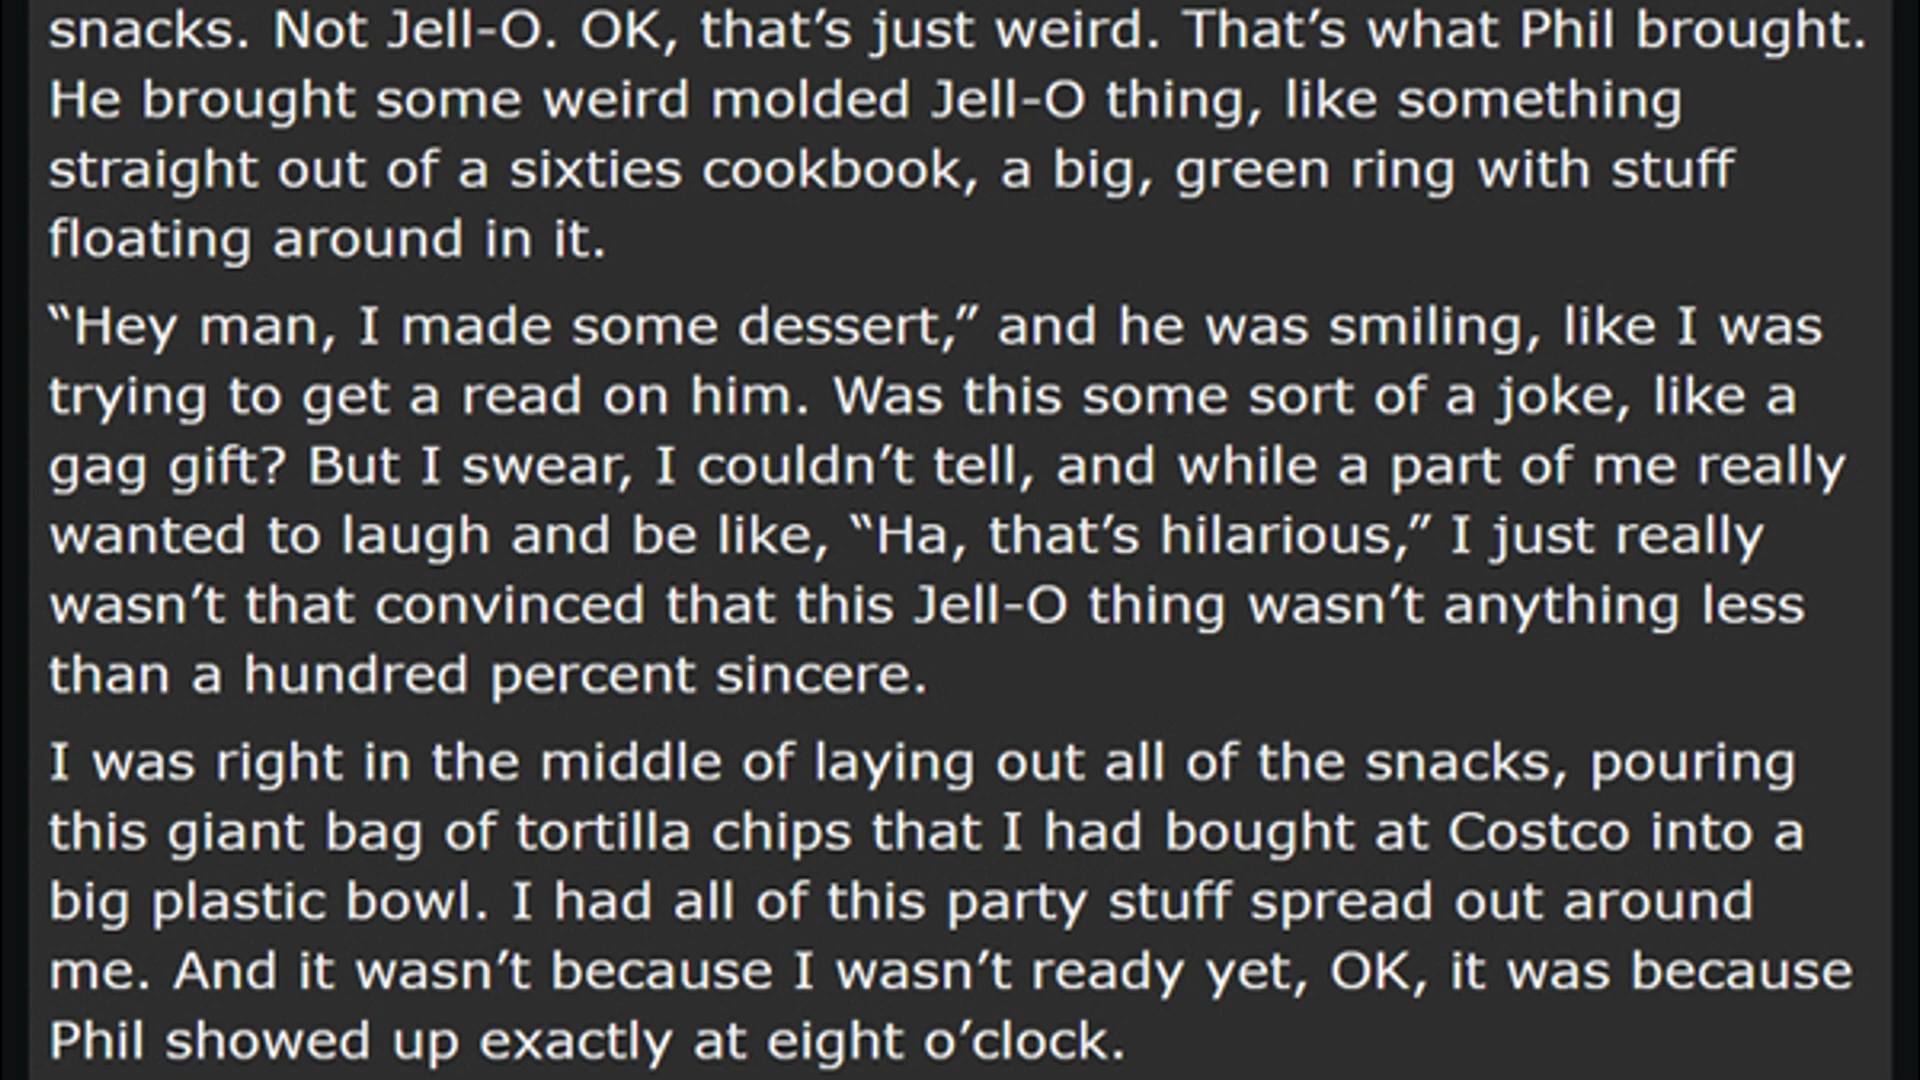 snacks. Not Jell-O. OK, that’s just weird. That’s what Phil brought.
He brought some weird molded Jell-O thing, like something
straight out of a sixties cookbook, a big, green ring with stuff
floating around in it.
“Hey man, I made some dessert,” and he was smiling, like I was
trying to get a read on him. Was this some sort of a joke, like a
gag gift? But I swear, I couldn’t tell, and while a part of me really
wanted to laugh and be like, “Ha, that’s hilarious,” I just really
wasn’t that convinced that this Jell-O thing wasn’t anything less
than a hundred percent sincere.
I was right in the middle of laying out all of the snacks, pouring
this giant bag of tortilla chips that I had bought at Costco into a
big plastic bowl. I had all of this party stuff spread out around
me. And it wasn’t because I wasn’t ready yet, OK, it was because
Phil showed up exactly at eight o’clock.